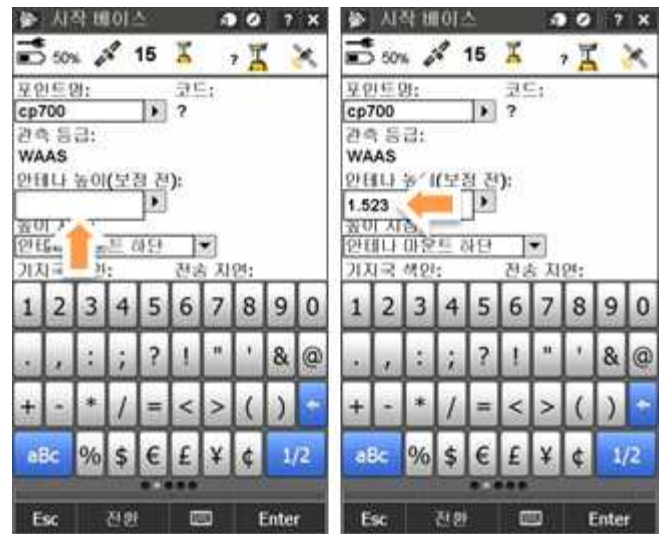 시작 베이스 ? x
50% 15 ?
포인트명: 코드:
cp700 ?
관측 등급:
WAAS
안테나 높이(보정 전):
안테 트 하단
기지국 색인: 전송 지연:
1 2 3 4 5 6 7 8 9 0
. , : ; ? ! " ' & @
+ - * / = < > ( )
aBc % $ € £ ¥ ¢ 1/2
Esc 전환 Enter
시작 베이스 ? x
50% 15 ?
포인트명: 코드:
cp700 ?
관측 등급:
WAAS
안테나 높이(보정 전):
1.523
높이 지점:
안테나 마운트 하단
기지국 색인: 전송 지연:
1 2 3 4 5 6 7 8 9 0
. , : ; ? ! " ' & @
+ - * / = < > ( )
aBc % $ € £ ¥ ¢ 1/2
Esc 전환 Enter